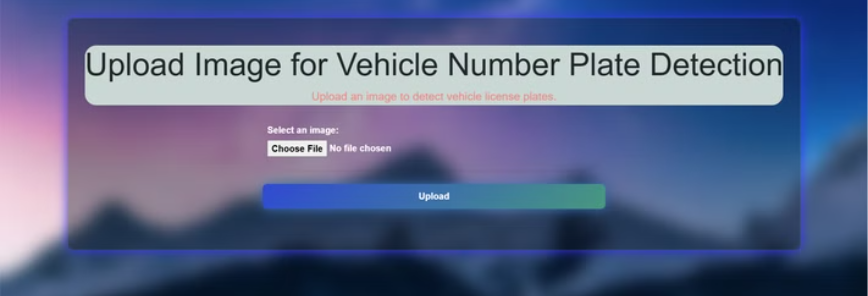 Upload Image for Vehicle Number Plate Detection
Upload an image to detect vehicle license plates.
Select an image:
Choose File No file chosen
Upload